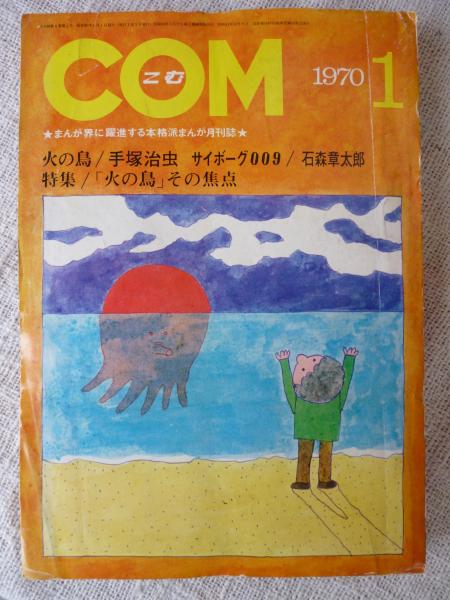 COM
こむ
1970 1
★まんが界に躍進する本格派まんが月刊誌★
火の鳥/手塚治虫 サイボーグ009/石森章太郎
特集/「火の鳥」その焦点